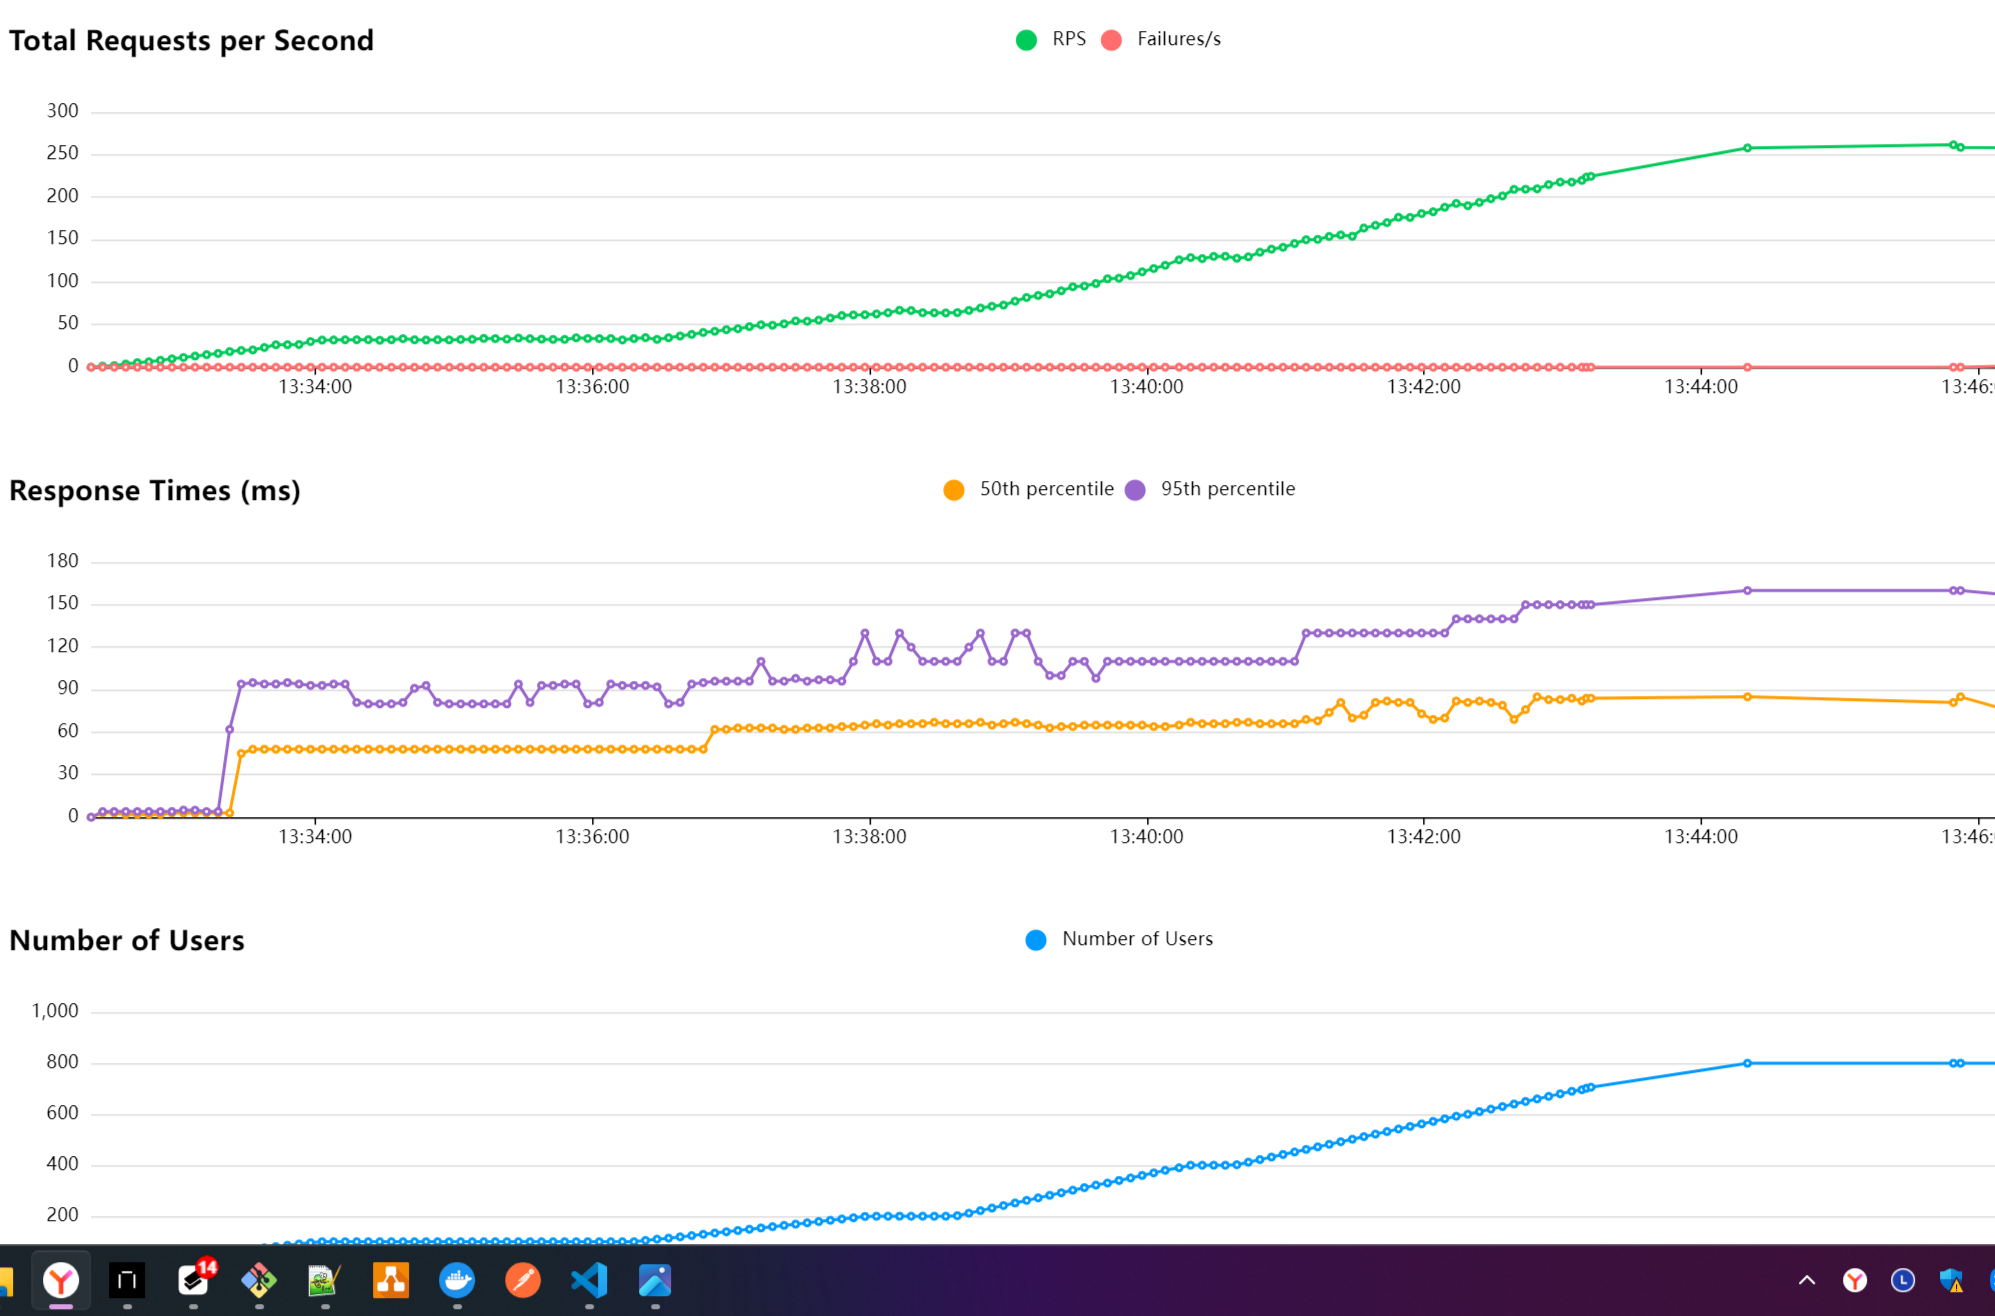 Total Requests per Second
RPS Failures/s
300
250
200
150
100
50
0
13:34:00 13:36:00 13:38:00 13:40:00 13:42:00 13:44:00 13:46:
Response Times (ms)
50th percentile 95th percentile
180
150
120
90
60
30
0
13:34:00 13:36:00 13:38:00 13:40:00 13:42:00 13:44:00 13:46:
Number of Users
Number of Users
1,000
800
600
400
200
14